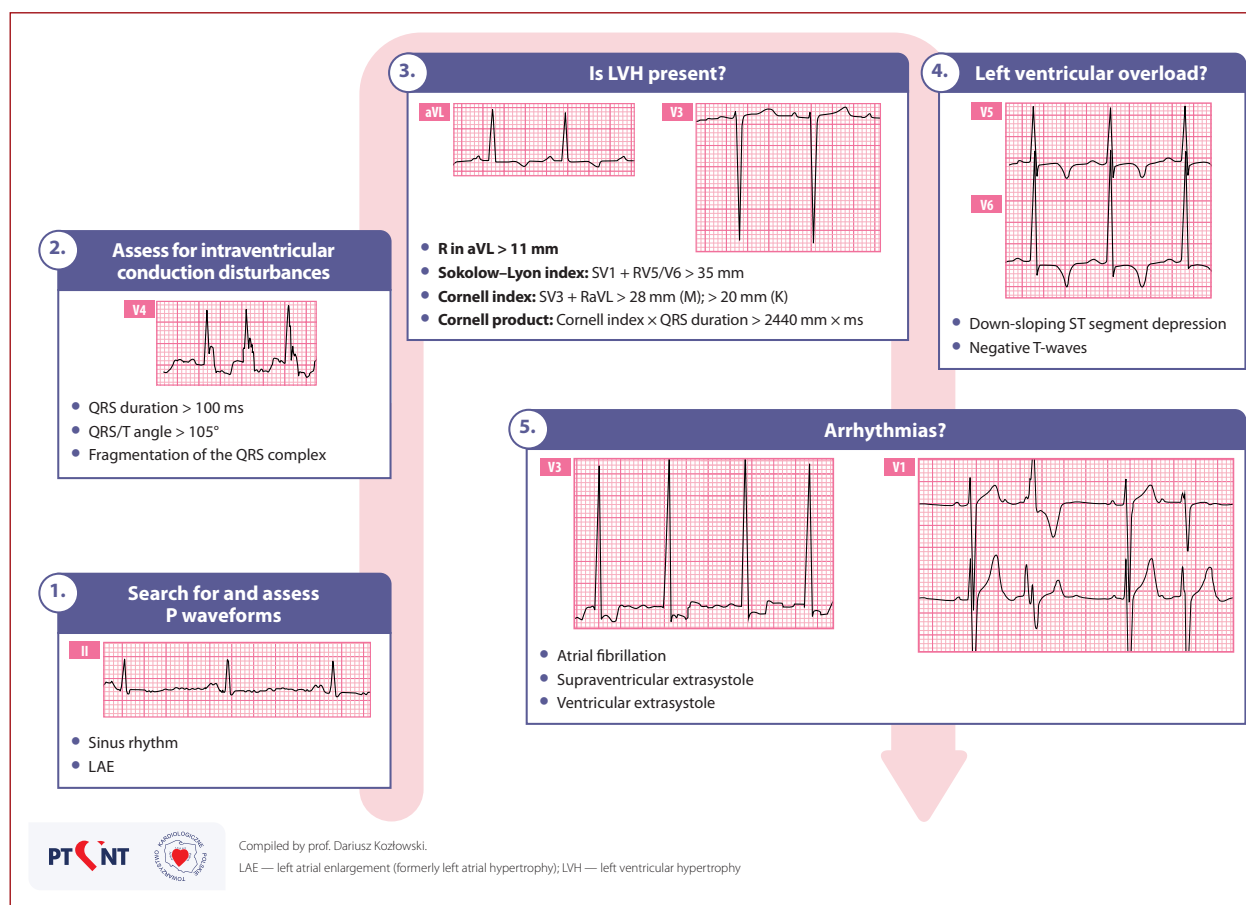 1.
Search for and assess
P waveforms
II
• Sinus rhythm
• LAE
2.
Assess for intraventricular
conduction disturbances
V4
• QRS duration > 100 ms
• QRS/T angle > 105°
• Fragmentation of the QRS complex
3.
Is LVH present?
aVL
V3
• R in aVL > 11 mm
• Sokolow–Lyon index: SV1 + RV5/V6 > 35 mm
• Cornell index: SV3 + RaVL > 28 mm (M); > 20 mm (K)
• Cornell product: Cornell index × QRS duration > 2440 mm × ms
4.
Left ventricular overload?
V5
V6
• Down-sloping ST segment depression
• Negative T-waves
5.
Arrhythmias?
V3
V1
• Atrial fibrillation
• Supraventricular extrasystole
• Ventricular extrasystole
PT NT
TOWARZYSTWO KARDIOLOGICZNE POLSKIE
Compiled by prof. Dariusz Kozłowski.
LAE — left atrial enlargement (formerly left atrial hypertrophy); LVH — left ventricular hypertrophy